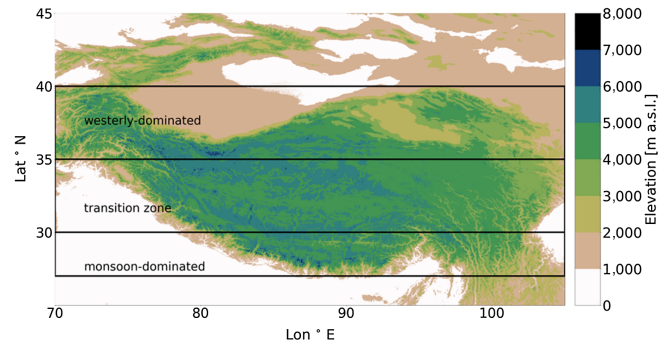 45
40
35
30
70
80
90
100
Lat ° N
Lon ° E
westerly-dominated
transition zone
monsoon-dominated
8,000
7,000
6,000
5,000
4,000
3,000
2,000
1,000
0
Elevation [m a.s.l.]